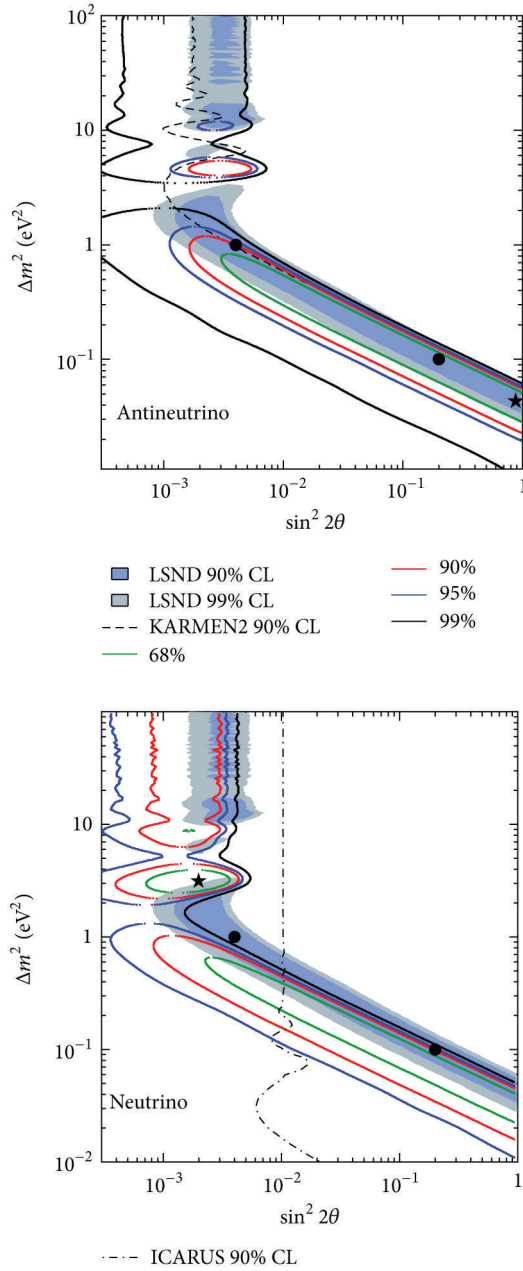 10²
10
1
10⁻¹
Δm² (eV²)
Antineutrino
10⁻³
10⁻²
10⁻¹
1
sin² 2θ
LSND 90% CL
LSND 99% CL
KARMEN2 90% CL
68%
90%
95%
99%
10
1
10⁻¹
10⁻²
Δm² (eV²)
Neutrino
10⁻³
10⁻²
10⁻¹
1
sin² 2θ
ICARUS 90% CL